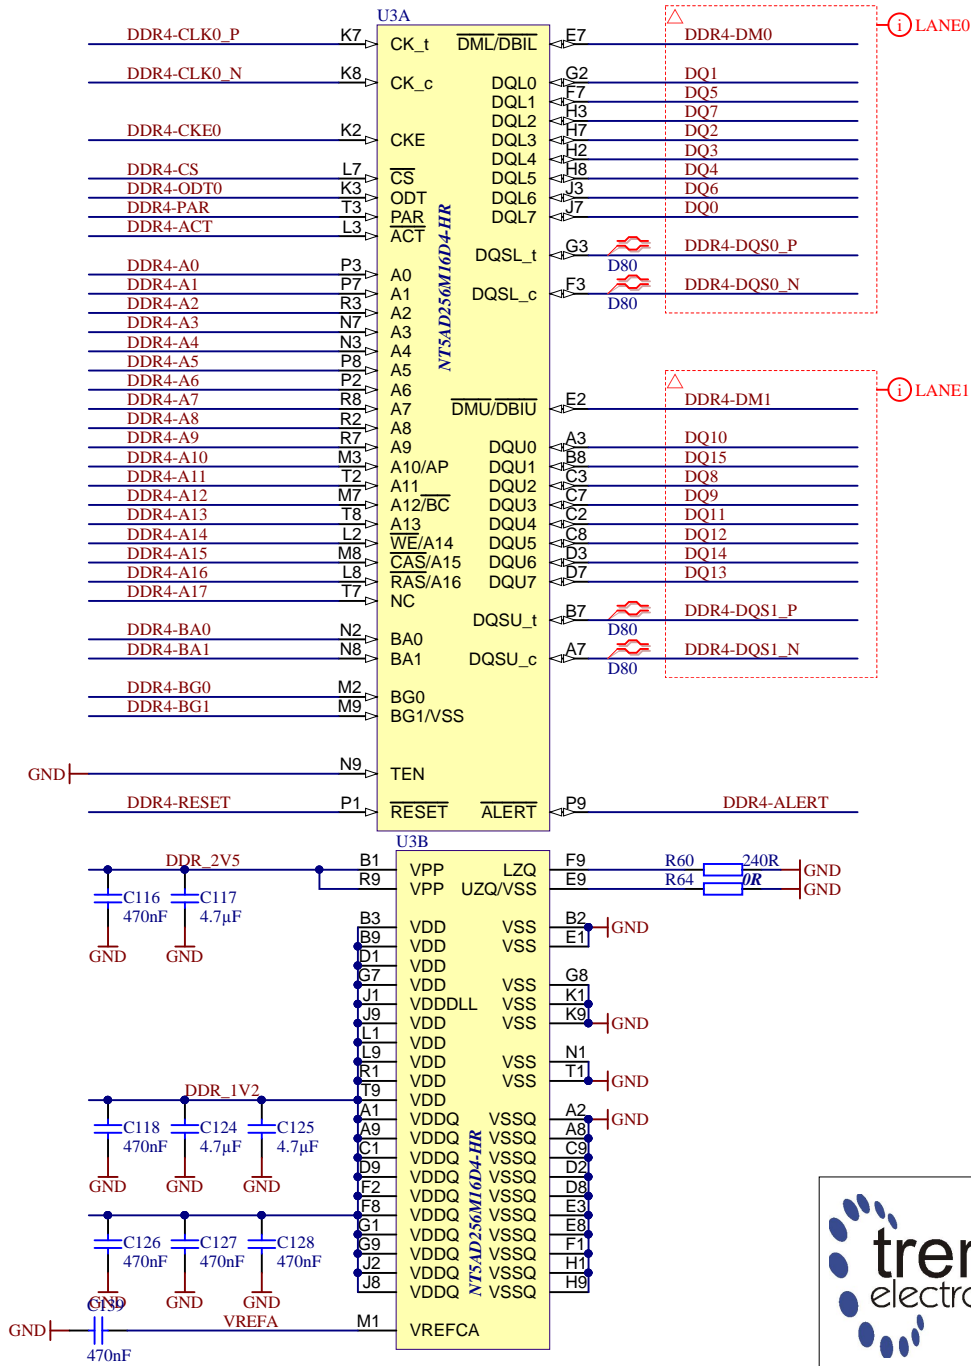 U3A
DDR4-CLK0_P K7 CK_t DML/DBIL E7 DDR4-DM0
LANE0
DDR4-CLK0_N K8 CK_c DQL0 G2 DQ1
DQL1 F7 DQ5
DQL2 H3 DQ7
DDR4-CKE0 K2 CKE DQL3 H7 DQ2
DQL4 H2 DQ3
DDR4-CS L7 CS DQL5 H8 DQ4
DDR4-ODT0 K3 ODT DQL6 J3 DQ6
DDR4-PAR T3 PAR DQL7 J7 DQ0
DDR4-ACT L3 ACT
DQSL_t G3 DDR4-DQS0_P
D80
DDR4-A0 P3 A0
DDR4-A1 P7 A1 DQSL_c F3 DDR4-DQS0_N
D80
DDR4-A2 R3 A2
DDR4-A3 N7 A3
DDR4-A4 N3 A4
DDR4-A5 P8 A5
DDR4-A6 P2 A6
NT5AD256M16D4-HR
LANE1
DDR4-A7 R8 A7 DMU/DBIU E2 DDR4-DM1
DDR4-A8 R2 A8
DDR4-A9 R7 A9 DQU0 A3 DQ10
DDR4-A10 M3 A10/AP DQU1 B8 DQ15
DDR4-A11 T2 A11 DQU2 C3 DQ8
DDR4-A12 M7 A12/BC DQU3 C7 DQ9
DDR4-A13 T8 A13 DQU4 C2 DQ11
DDR4-A14 L2 WE/A14 DQU5 C8 DQ12
DDR4-A15 M8 CAS/A15 DQU6 D3 DQ14
DDR4-A16 L8 RAS/A16 DQU7 D7 DQ13
DDR4-A17 T7 NC
DQSU_t B7 DDR4-DQS1_P
D80
DDR4-BA0 N2 BA0
DDR4-BA1 N8 BA1 DQSU_c A7 DDR4-DQS1_N
D80
DDR4-BG0 M2 BG0
DDR4-BG1 M9 BG1/VSS
GND N9 TEN
DDR4-RESET P1 RESET ALERT P9 DDR4-ALERT
U3B
DDR_2V5 B1 VPP LZQ F9 R60 240R GND
R9 VPP UZQ/VSS E9 R64 0R GND
C116 C117
470nF 4.7µF
B3 VDD VSS B2 GND
B9 VDD VSS E1
GND GND
D1 VDD
G7 VDD VSS G8
J1 VDDDLL VSS K1
J9 VDD VSS K9 GND
L1 VDD
L9 VDD VSS N1
R1 VDD VSS T1 GND
DDR_1V2 T9 VDD
A1 VDDQ VSSQ A2 GND
C118 C124 C125
470nF 4.7µF 4.7µF
A9 VDDQ VSSQ A8
C1 VDDQ VSSQ C9
D9 VDDQ VSSQ D2
GND GND GND
F2 VDDQ VSSQ D8
F8 VDDQ VSSQ E3
G1 VDDQ VSSQ E8
C126 C127 C128
470nF 470nF 470nF
G9 VDDQ VSSQ F1
J2 VDDQ VSSQ H1
J8 VDDQ VSSQ H9
NT5AD256M16D4-HR
GND GND GND
C139
GND VREFA M1 VREFCA
470nF
tren
electro